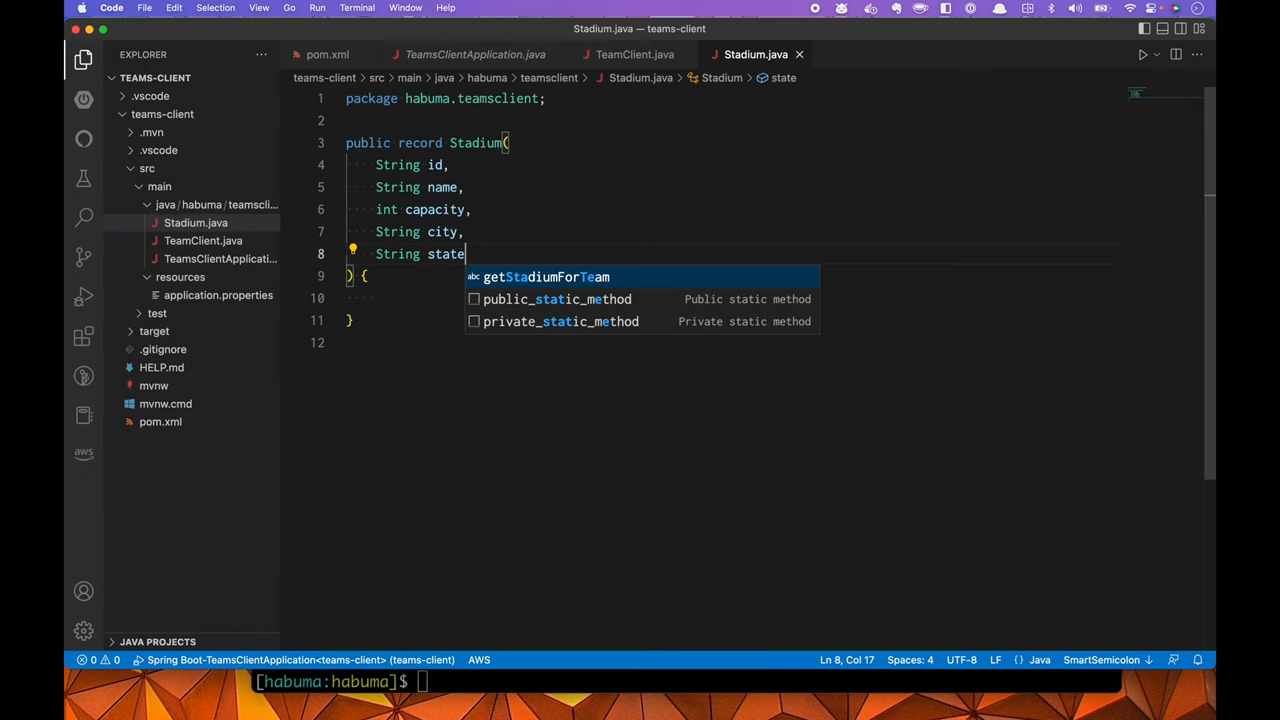 Code File Edit Selection View Go Run Terminal Window Help
Stadium.java — teams-client
EXPLORER
pom.xml
TeamsClientApplication.java
TeamClient.java
Stadium.java
TEAMS-CLIENT
teams-client > src > main > java > habuma > teamsclient > Stadium.java > Stadium > state
.vscode
teams-client
.mvn
.vscode
src
main
java/habuma/teamscli...
Stadium.java
TeamClient.java
TeamsClientApplicati...
resources
application.properties
test
target
.gitignore
HELP.md
mvnw
mvnw.cmd
pom.xml
aws
JAVA PROJECTS
1 package habuma.teamsclient;
2
3 public record Stadium(
4 String id,
5 String name,
6 int capacity,
7 String city,
8 String state
9 ) {
10
11 }
12
abc getStadiumForTeam
public_static_method Public static method
private_static_method Private static method
0 0 Spring Boot-TeamsClientApplication<teams-client> (teams-client) AWS Ln 8, Col 17 Spaces: 4 UTF-8 LF {} Java SmartSemicolon
[habuma:habuma]$